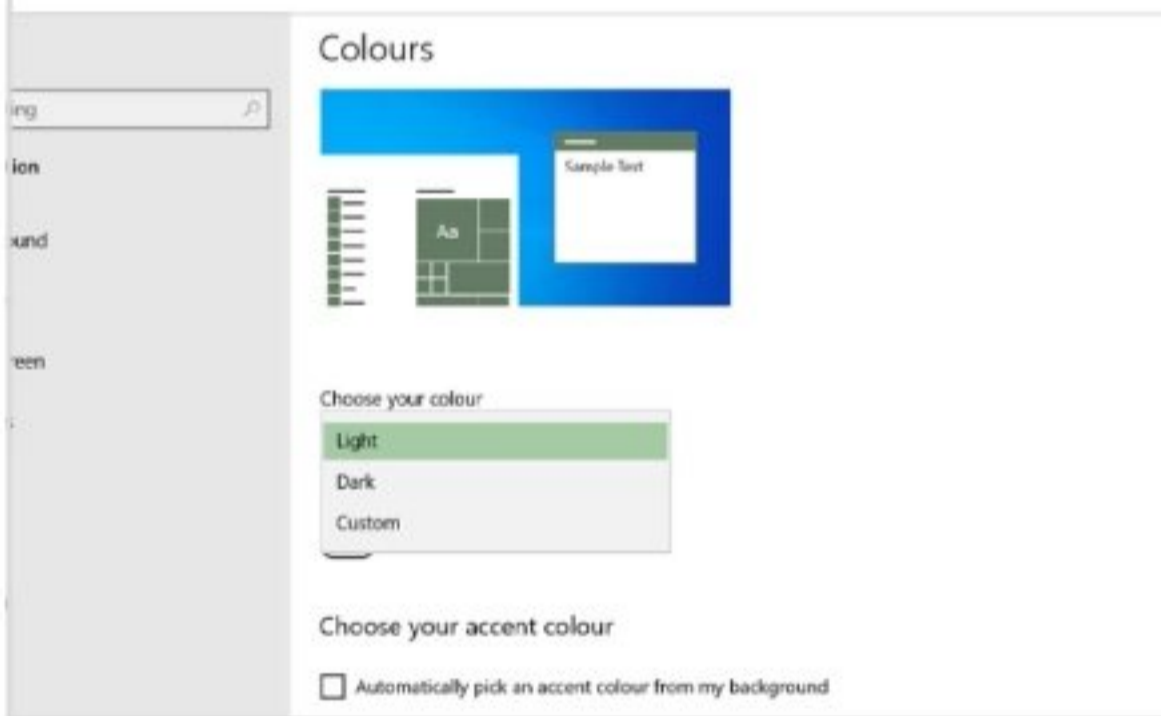 Colours
ing
ion
Sample Text
Aa
und
reen
Choose your colour
Light
Dark
Custom
Choose your accent colour
Automatically pick an accent colour from my background